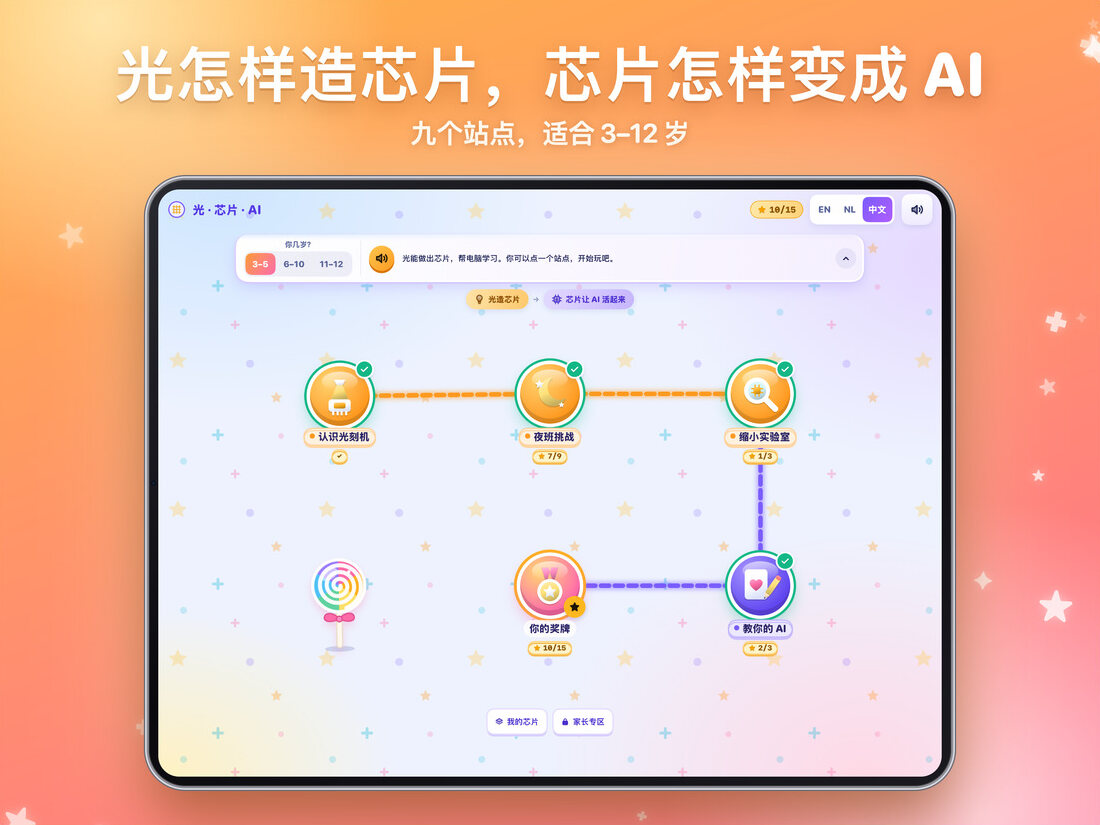 光怎样造芯片，芯片怎样变成 AI
九个站点，适合 3–12 岁
光·芯片·AI
10/15
EN NL 中文
你几岁？
3–5 6–10 11–12
光能做出芯片，帮电脑学习。你可以点一个站点，开始玩吧。
光造芯片 → 芯片让 AI 活起来
认识光刻机
夜班挑战
7/9
缩小实验室
1/3
你的奖牌
10/15
教你的 AI
2/3
我的芯片
家长专区